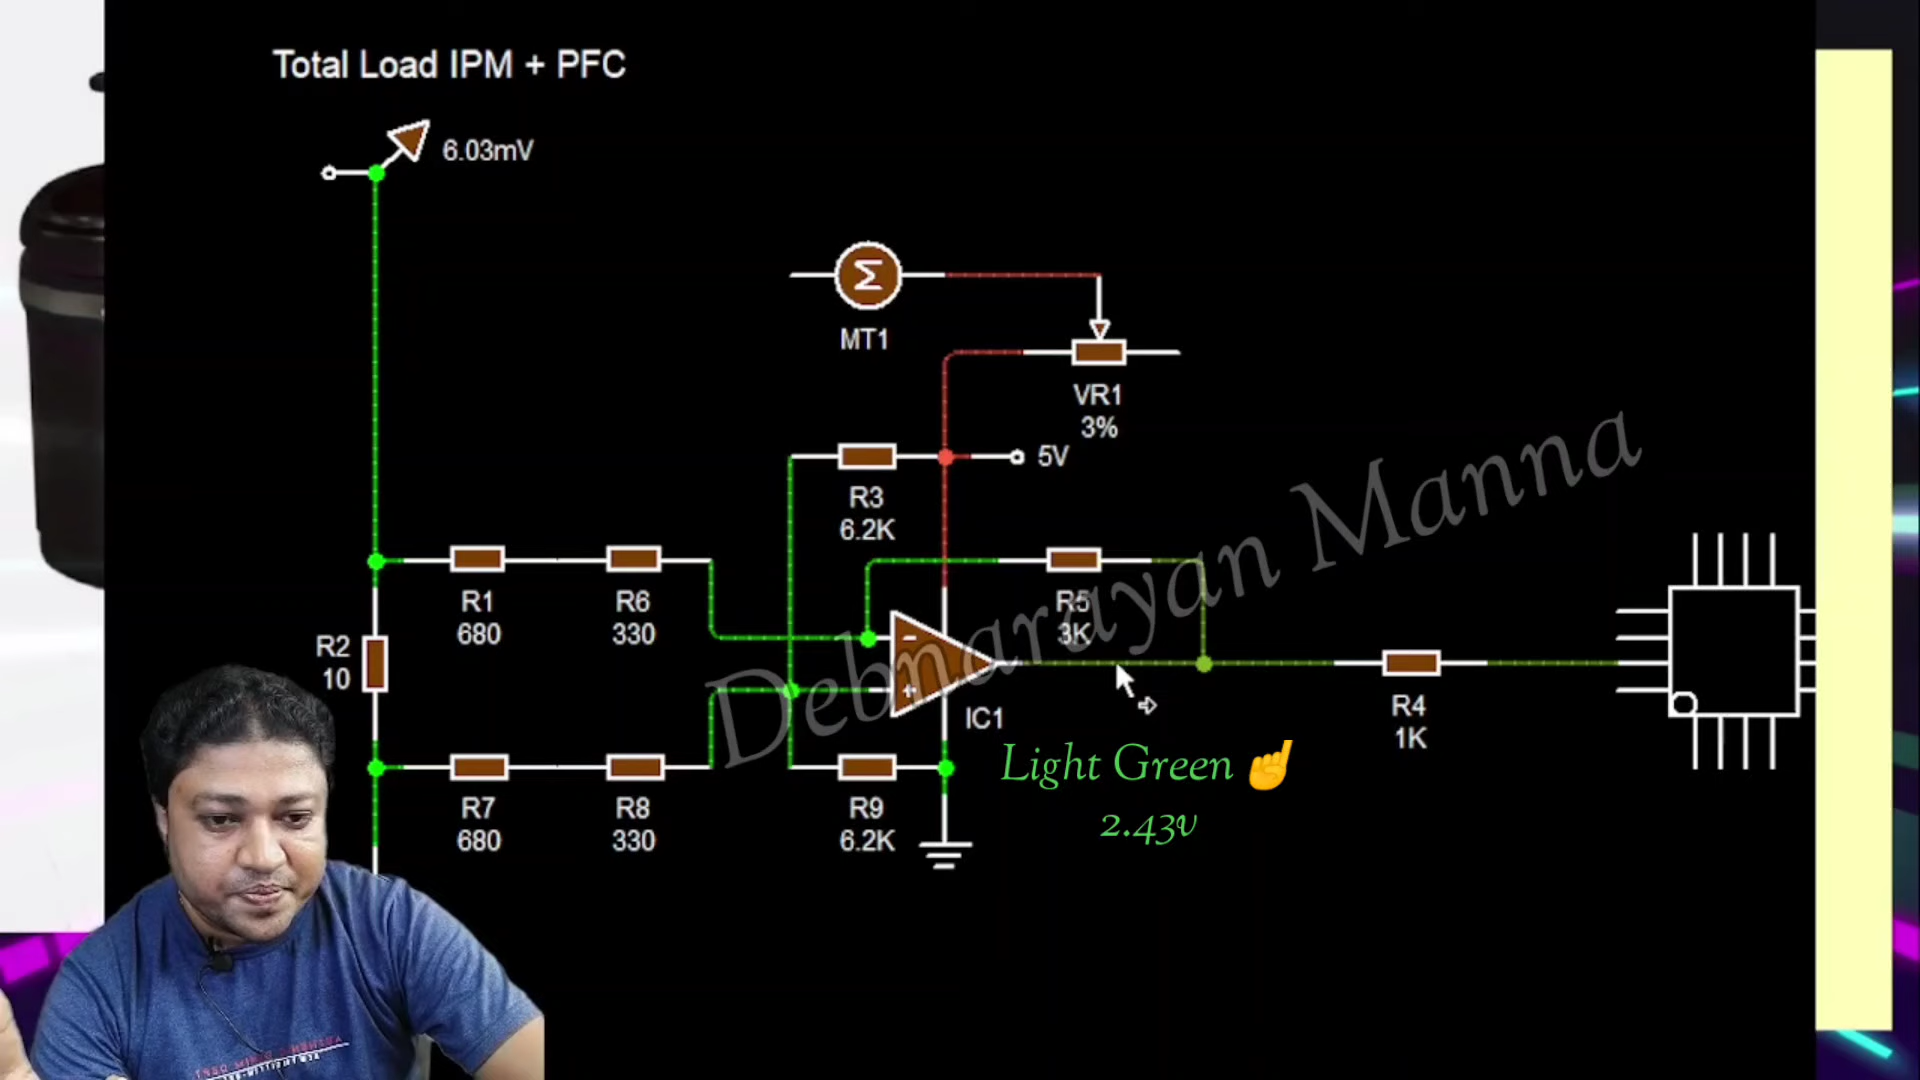 Total Load IPM + PFC
6.03mV
Σ
MT1
VR1
3%
5V
R3
6.2K
R1
680
R6
330
R5
3K
R2
10
-
+
IC1
R4
1K
R7
680
R8
330
R9
6.2K
Light Green ☝
2.43v
Debnarayan Manna